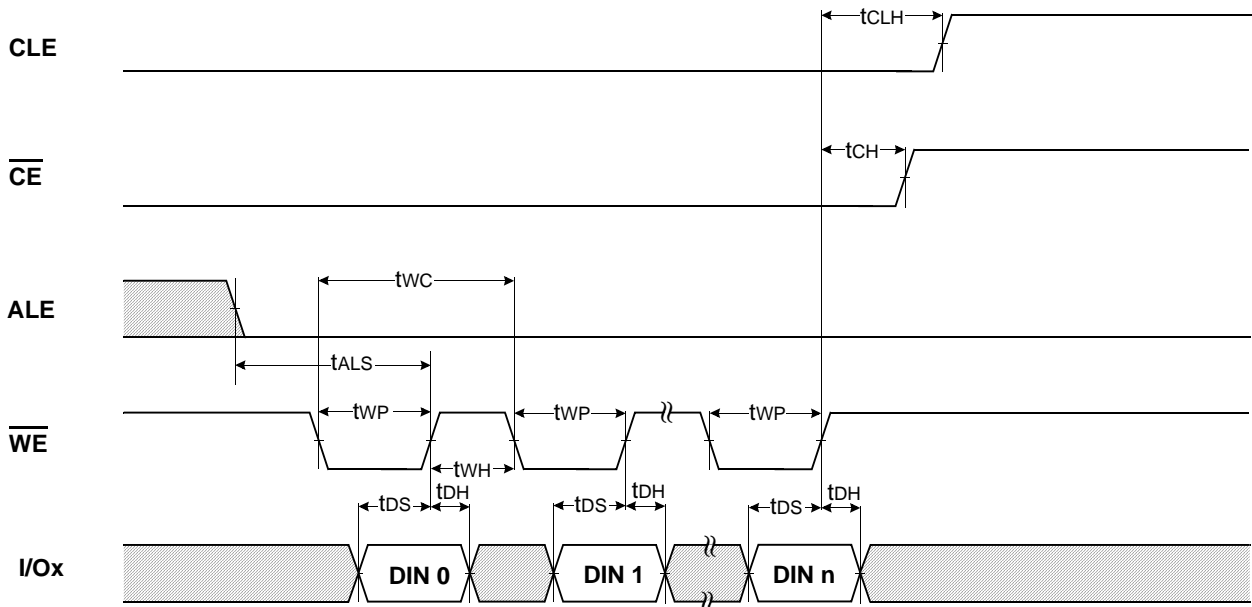 tCLH
CLE
tCH
CE
tWC
ALE
tALS
tWP tWP tWP
WE
tWH
tDS tDH tDS tDH tDS tDH
I/Ox DIN 0 DIN 1 DIN n